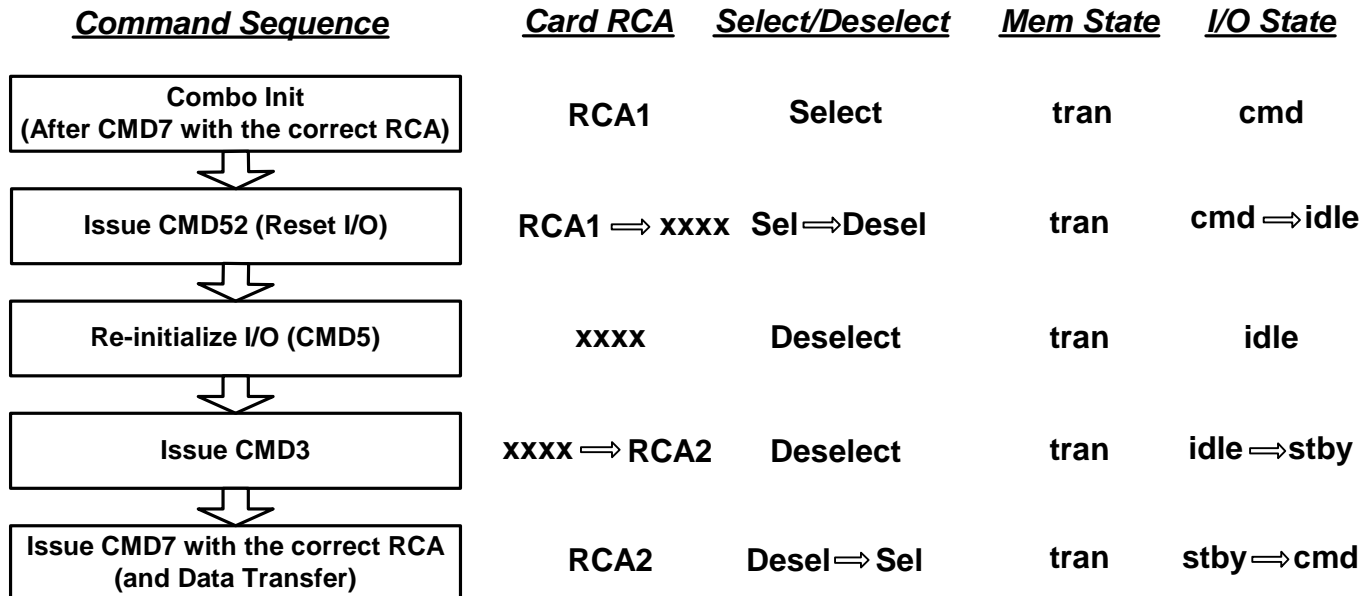 Command Sequence Card RCA Select/Deselect Mem State I/O State
Combo Init
(After CMD7 with the correct RCA)
RCA1 Select tran cmd
Issue CMD52 (Reset I/O)
RCA1 ⇒ xxxx Sel⇒Desel tran cmd ⇒idle
Re-initialize I/O (CMD5)
xxxx Deselect tran idle
Issue CMD3
xxxx ⇒ RCA2 Deselect tran idle ⇒stby
Issue CMD7 with the correct RCA
(and Data Transfer)
RCA2 Desel⇒ Sel tran stby⇒cmd